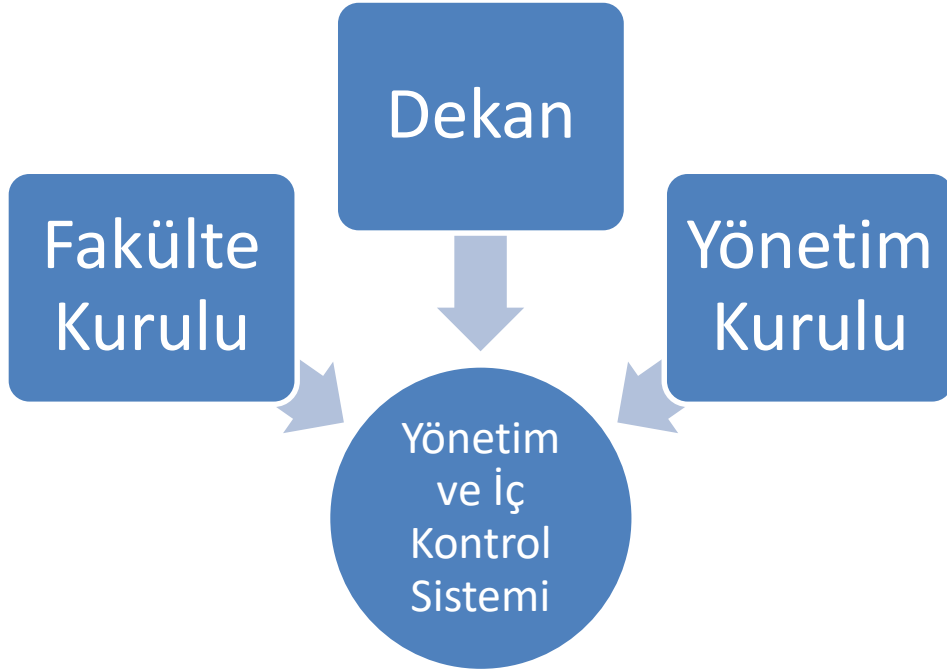 Dekan
Fakülte
Kurulu
Yönetim
Kurulu
Yönetim
ve İç
Kontrol
Sistemi